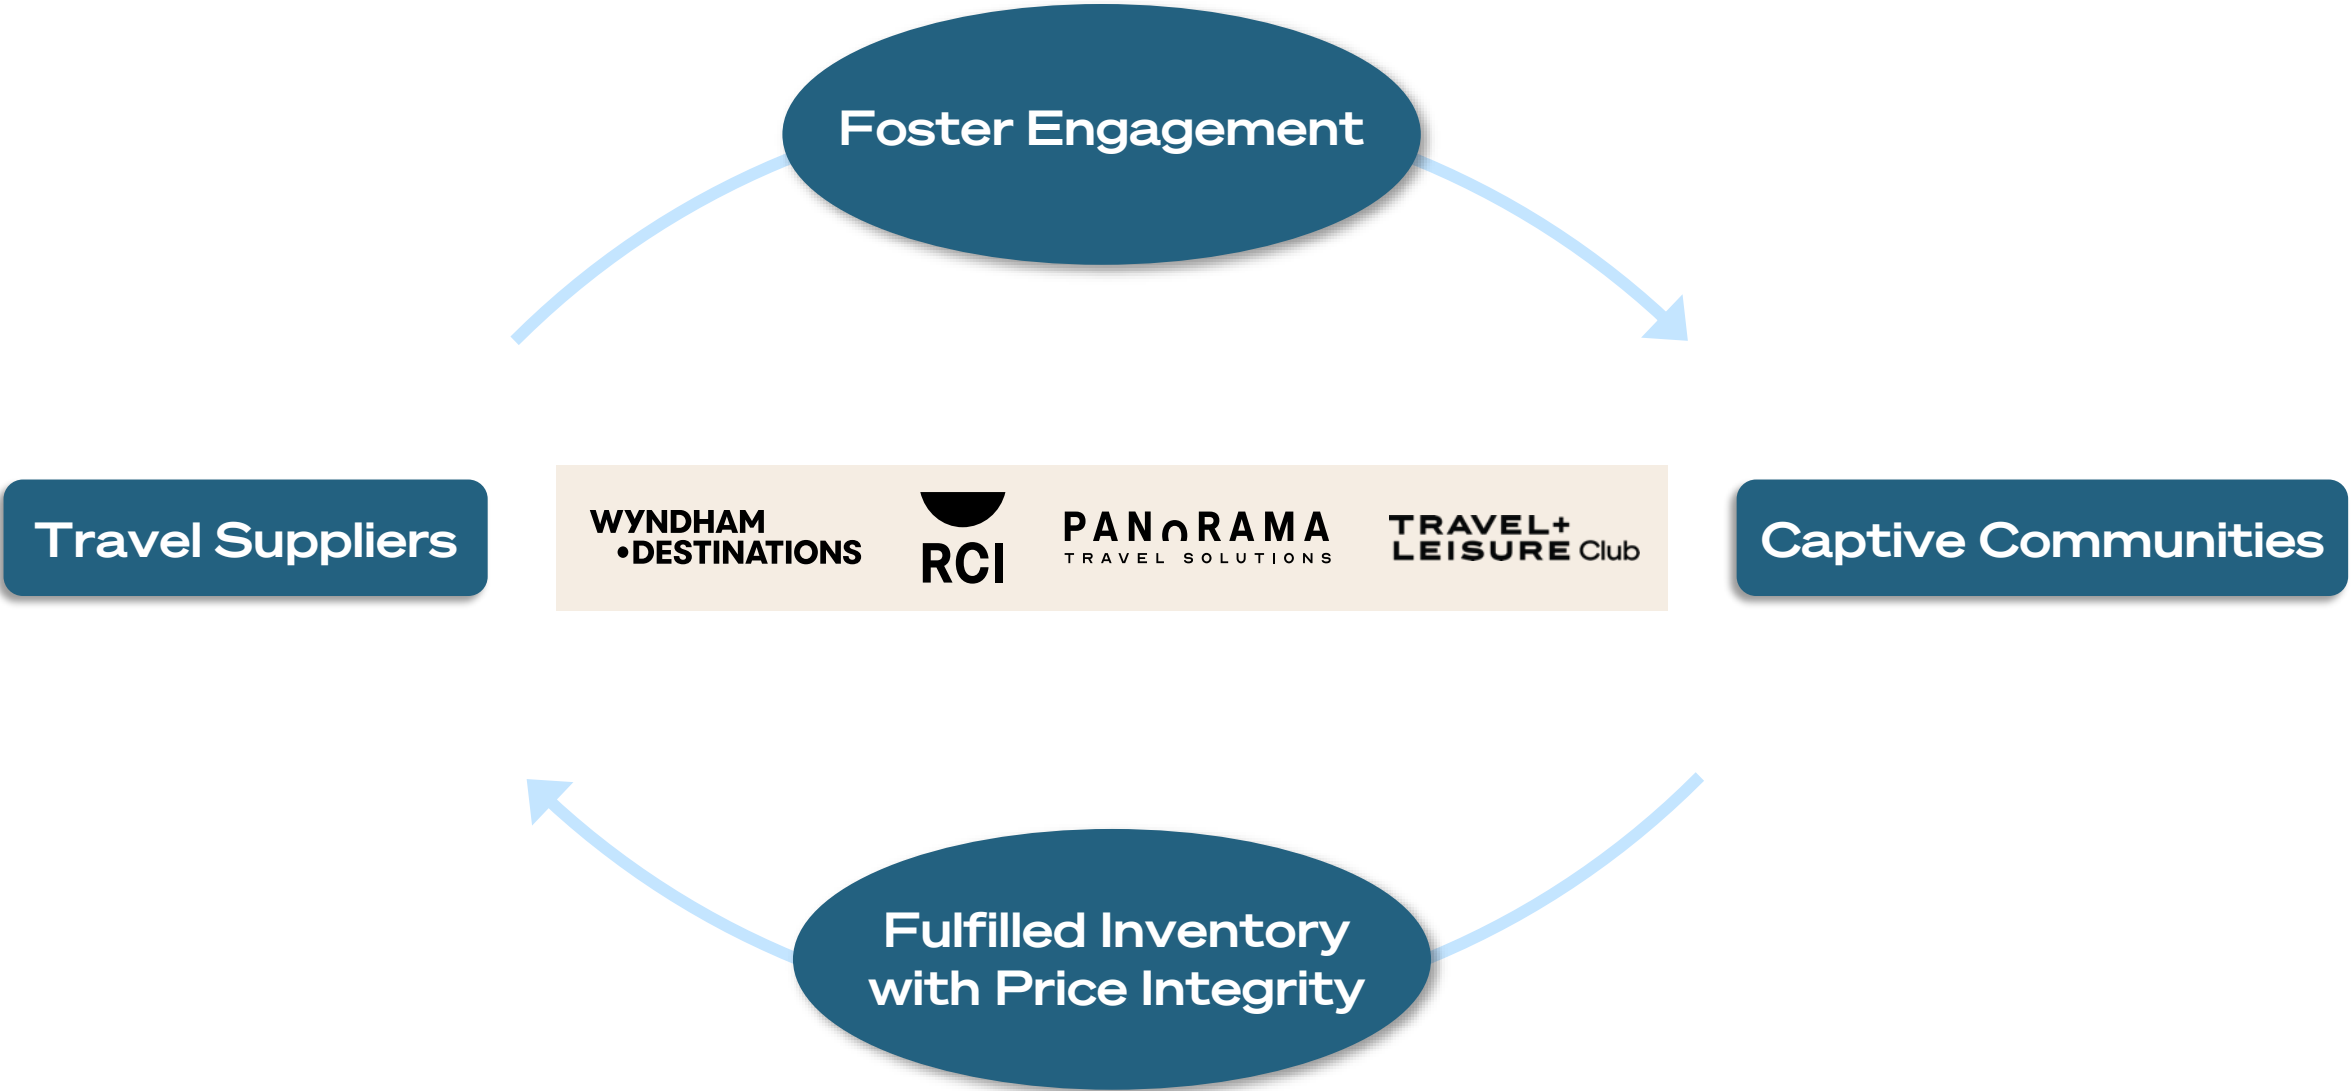 Foster Engagement
Travel Suppliers
WYNDHAM
•DESTINATIONS
RCI
PANoRAMA
TRAVEL SOLUTIONS
TRAVEL+
LEISURE Club
Captive Communities
Fulfilled Inventory
with Price Integrity